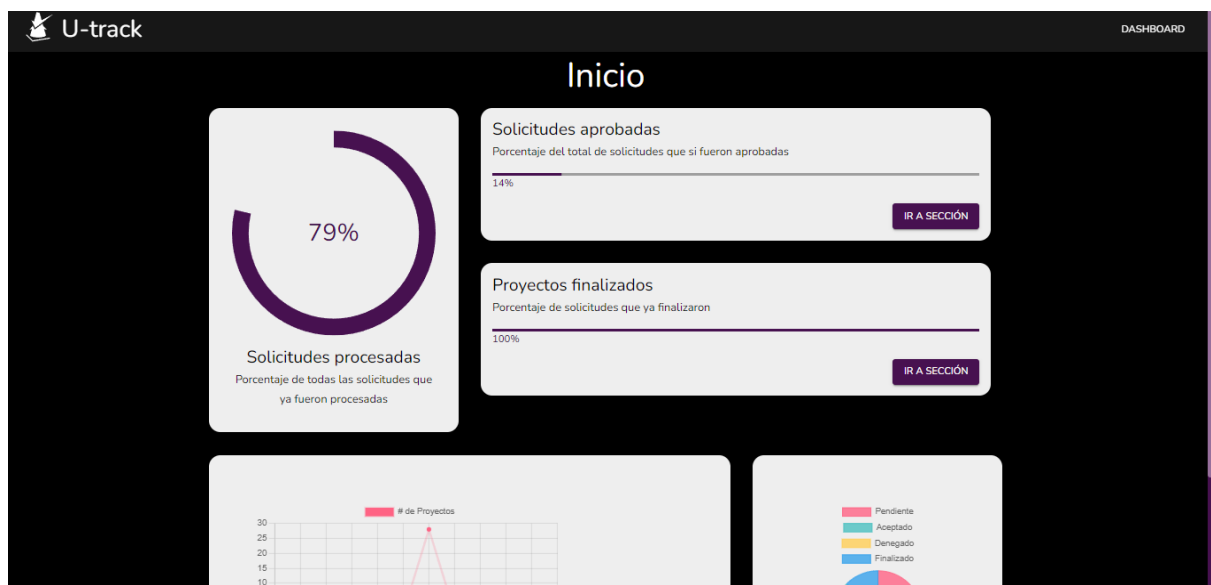 U-track
DASHBOARD
Inicio
79%
Solicitudes procesadas
Porcentaje de todas las solicitudes que
ya fueron procesadas
Solicitudes aprobadas
Porcentaje del total de solicitudes que si fueron aprobadas
14%
IR A SECCIÓN
Proyectos finalizados
Porcentaje de solicitudes que ya finalizaron
100%
IR A SECCIÓN
# de Proyectos
30
25
20
15
10
Pendiente
Aceptado
Denegado
Finalizado